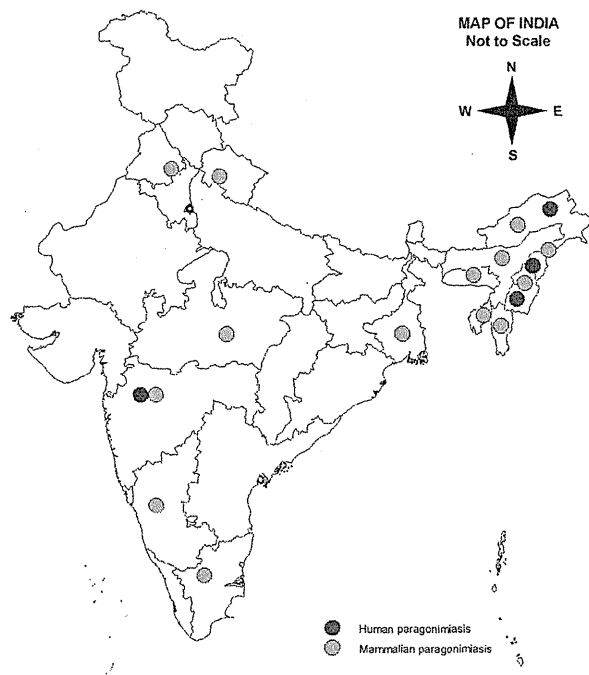 MAP OF INDIA
Not to Scale
N
W E
S
Human paragonimiasis
Mammalian paragonimiasis